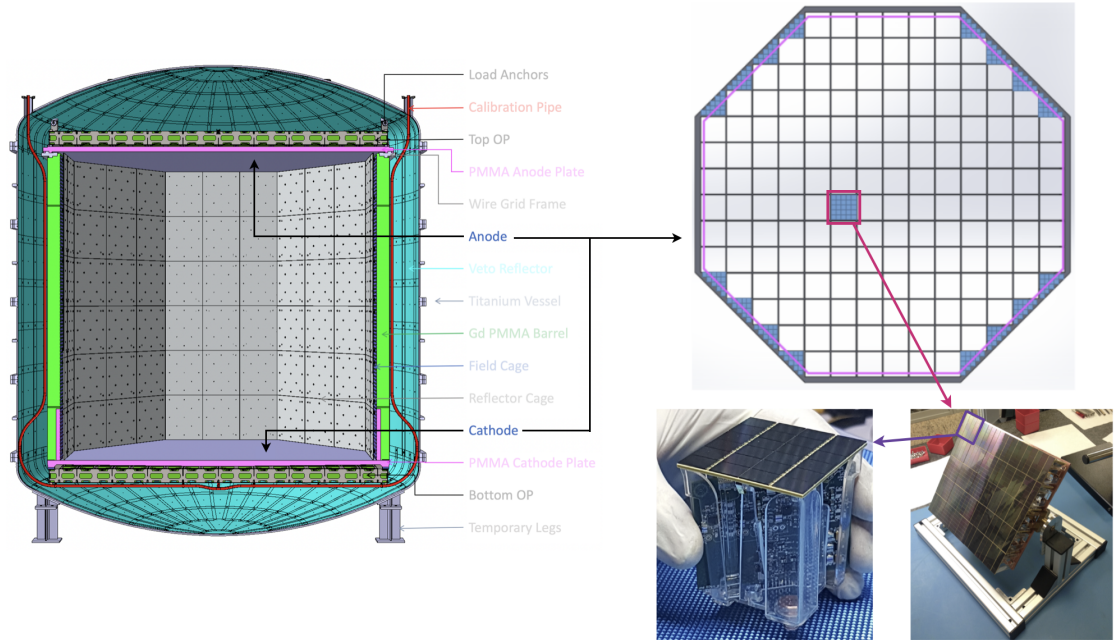 Load Anchors
Calibration Pipe
Top OP
PMMA Anode Plate
Wire Grid Frame
Anode
Veto Reflector
Titanium Vessel
Gd PMMA Barrel
Field Cage
Reflector Cage
Cathode
PMMA Cathode Plate
Bottom OP
Temporary Legs